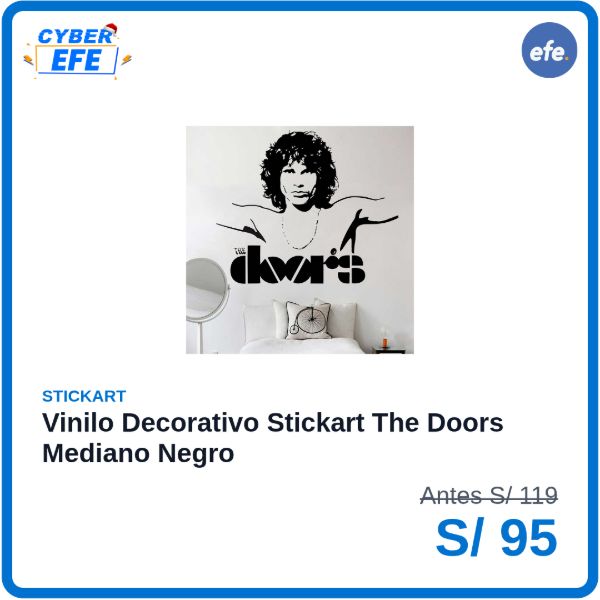 CYBER
EFE
efe.
THE
doors
STICKART
Vinilo Decorativo Stickart The Doors
Mediano Negro
Antes S/ 119
S/ 95